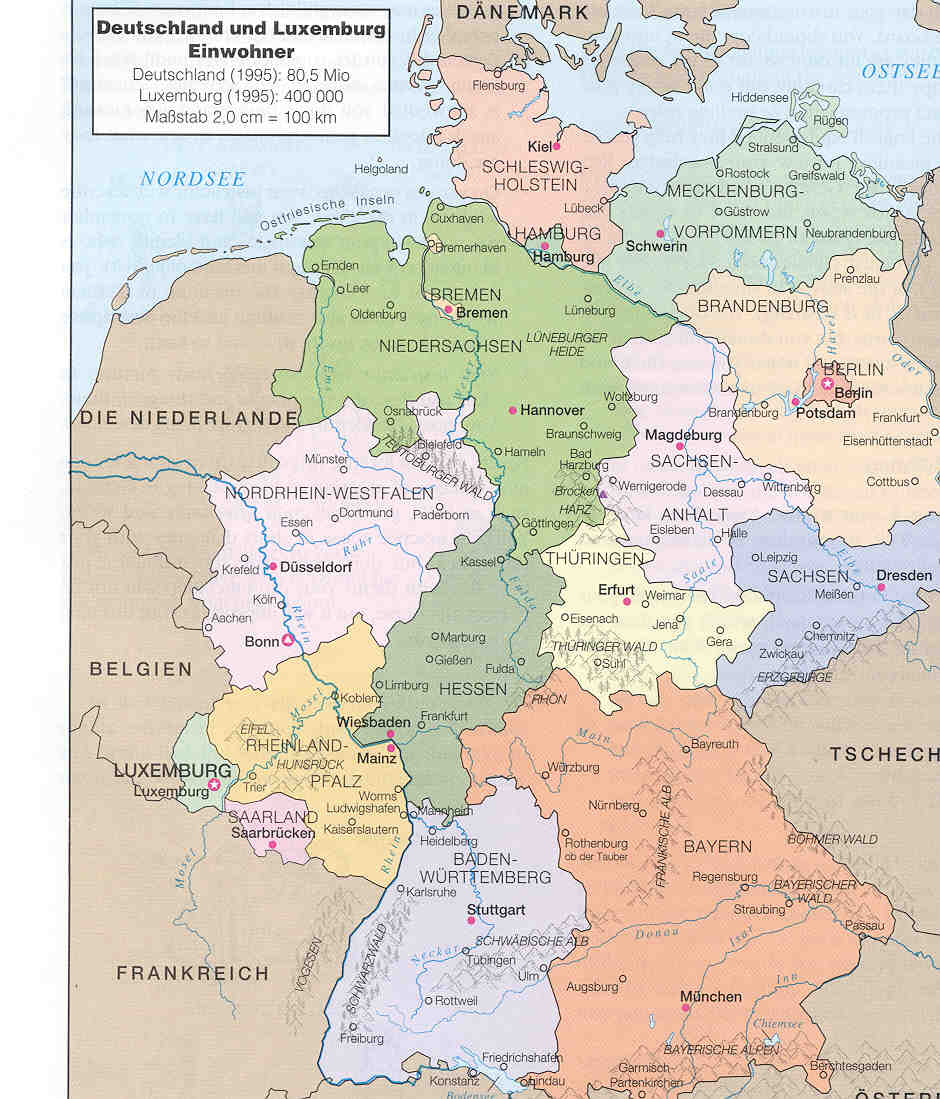 Deutschland und Luxemburg
Einwohner
Deutschland (1995): 80,5 Mio
Luxemburg (1995): 400 000
Maßstab 2,0 cm = 100 km
DÄNEMARK
OSTSEE
NORDSEE
Flensburg
Hiddensee
Rügen
Kiel
Stralsund
Helgoland
SCHLESWIG-
HOLSTEIN
Rostock
Greifswald
MECKLENBURG-
VORPOMMERN
Ostfriesische Inseln
Cuxhaven
Lübeck
Güstrow
Neubrandenburg
HAMBURG
Hamburg
Schwerin
Bremerhaven
Emden
Leer
Elbe
Prenzlau
BREMEN
Bremen
Oldenburg
Lüneburg
BRANDENBURG
NIEDERSACHSEN
LÜNEBURGER
HEIDE
Havel
Oder
Ems
Weser
BERLIN
Berlin
DIE NIEDERLANDE
Osnabrück
Hannover
Wolfsburg
Brandenburg
Potsdam
Frankfurt
Braunschweig
Magdeburg
Eisenhüttenstadt
Bielefeld
Münster
TEUTOBURGER WALD
Hameln
Bad
Harzburg
SACHSEN-
ANHALT
Wernigerode
Brocken
HARZ
Dessau
Wittenberg
Cottbus
NORDRHEIN-WESTFALEN
Dortmund
Essen
Paderborn
Göttingen
Eisleben
Halle
Ruhr
Krefeld
Düsseldorf
Kassel
THÜRINGEN
Saale
Leipzig
Elbe
SACHSEN
Dresden
Meißen
Fulda
Erfurt
Weimar
Köln
Rhein
Aachen
Eisenach
Jena
Gera
Chemnitz
Bonn
Marburg
THÜRINGER WALD
Zwickau
BELGIEN
Gießen
Fulda
Suhl
ERZGEBIRGE
Mosel
Koblenz
Limburg
HESSEN
RHÖN
Wiesbaden
Frankfurt
EIFEL
RHEINLAND-
PFALZ
HUNSRÜCK
Mainz
Main
Bayreuth
TSCHECH
LUXEMBURG
Luxemburg
Trier
Würzburg
Worms
Ludwigshafen
Mannheim
Nürnberg
SAARLAND
Saarbrücken
Kaiserslautern
Heidelberg
Rothenburg
ob der Tauber
FRÄNKISCHE ALB
BAYERN
BÖHMER WALD
Mosel
Rhein
BADEN-
WÜRTTEMBERG
Karlsruhe
Regensburg
BAYERISCHER
WALD
Stuttgart
Straubing
Passau
SCHWÄBISCHE ALB
Donau
Isar
Neckar
Tübingen
Ulm
VOGESEN
SCHWARZWALD
FRANKREICH
Augsburg
Inn
Rottweil
München
Chiemsee
Freiburg
BAYERISCHE ALPEN
Friedrichshafen
Konstanz
Lindau
Bodensee
Garmisch-
Partenkirchen
Berchtesgaden
ÖSTER